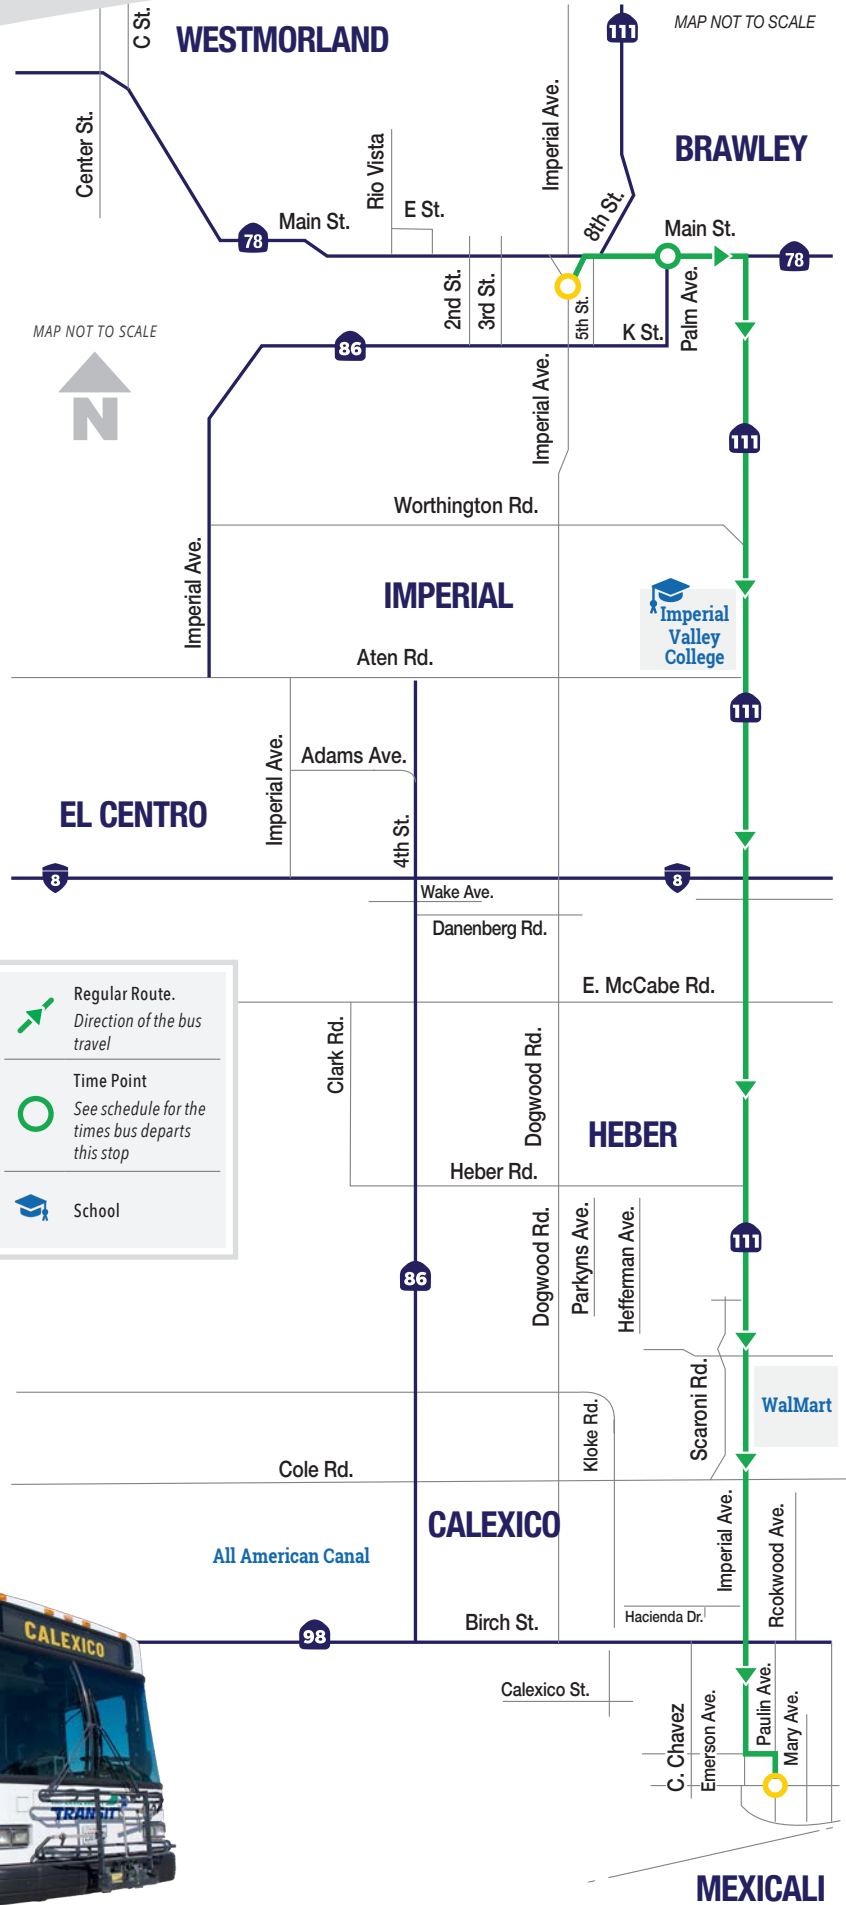 C St.
WESTMORLAND
111
MAP NOT TO SCALE
Center St.
Imperial Ave.
BRAWLEY
Rio Vista
E St.
Main St.
78
8th St.
Main St.
78
2nd St.
3rd St.
5th St.
K St.
Palm Ave.
MAP NOT TO SCALE
N
86
Imperial Ave.
111
Worthington Rd.
Imperial Ave.
IMPERIAL
Imperial
Valley
College
Aten Rd.
111
Imperial Ave.
Adams Ave.
EL CENTRO
4th St.
8
8
Wake Ave.
Danenberg Rd.
Regular Route.
Direction of the bus
travel
Time Point
See schedule for the
times bus departs
this stop
School
E. McCabe Rd.
Clark Rd.
Dogwood Rd.
HEBER
Heber Rd.
Dogwood Rd.
Parkyns Ave.
Hefferman Ave.
111
86
Scaroni Rd.
WalMart
Kloke Rd.
Cole Rd.
CALEXICO
Imperial Ave.
Rcokwood Ave.
All American Canal
Hacienda Dr.
Birch St.
98
CALEXICO
TRANSIT
Calexico St.
C. Chavez
Emerson Ave.
Paulin Ave.
Mary Ave.
MEXICALI